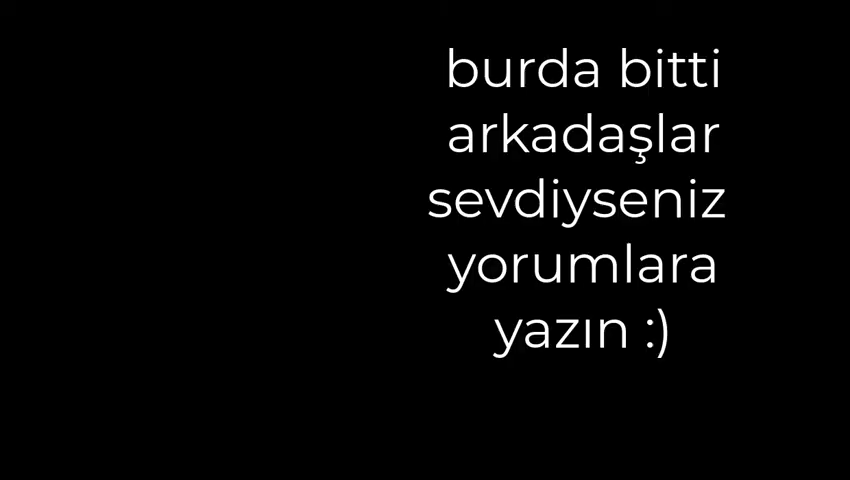 burda bitti
arkadaşlar
sevdiyseniz
yorumlara
yazın :)